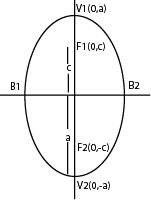 V1(0,a)
F1(0,c)
c
B1
B2
a
F2(0,-c)
V2(0,-a)